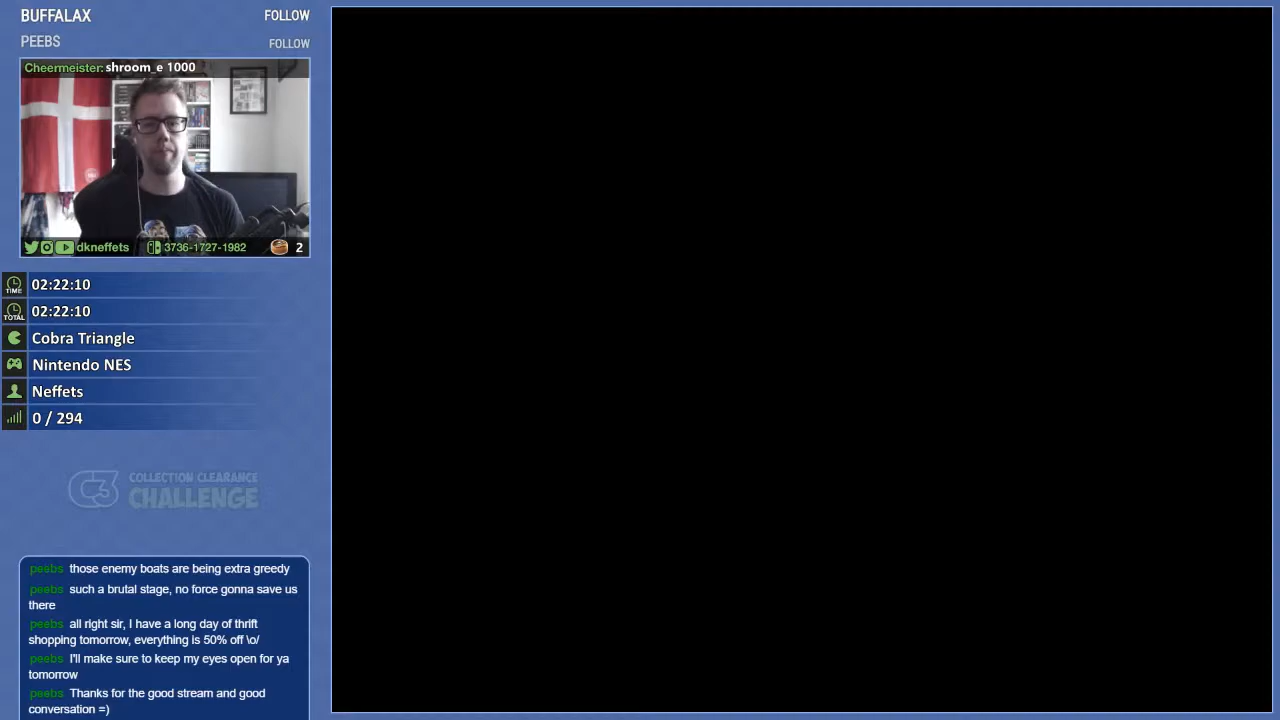 BUFFALAX FOLLOW
PEEBS FOLLOW
Cheermeister: shroom_e 1000
dkneffets 3736-1727-1982 2
TIME 02:22:10
TOTAL 02:22:10
Cobra Triangle
Nintendo NES
Neffets
0 / 294
C3 COLLECTION CLEARANCE
CHALLENGE
peebs those enemy boats are being extra greedy
peebs such a brutal stage, no force gonna save us
there
peebs all right sir, I have a long day of thrift
shopping tomorrow, everything is 50% off \o/
peebs I'll make sure to keep my eyes open for ya
tomorrow
peebs Thanks for the good stream and good
conversation =)